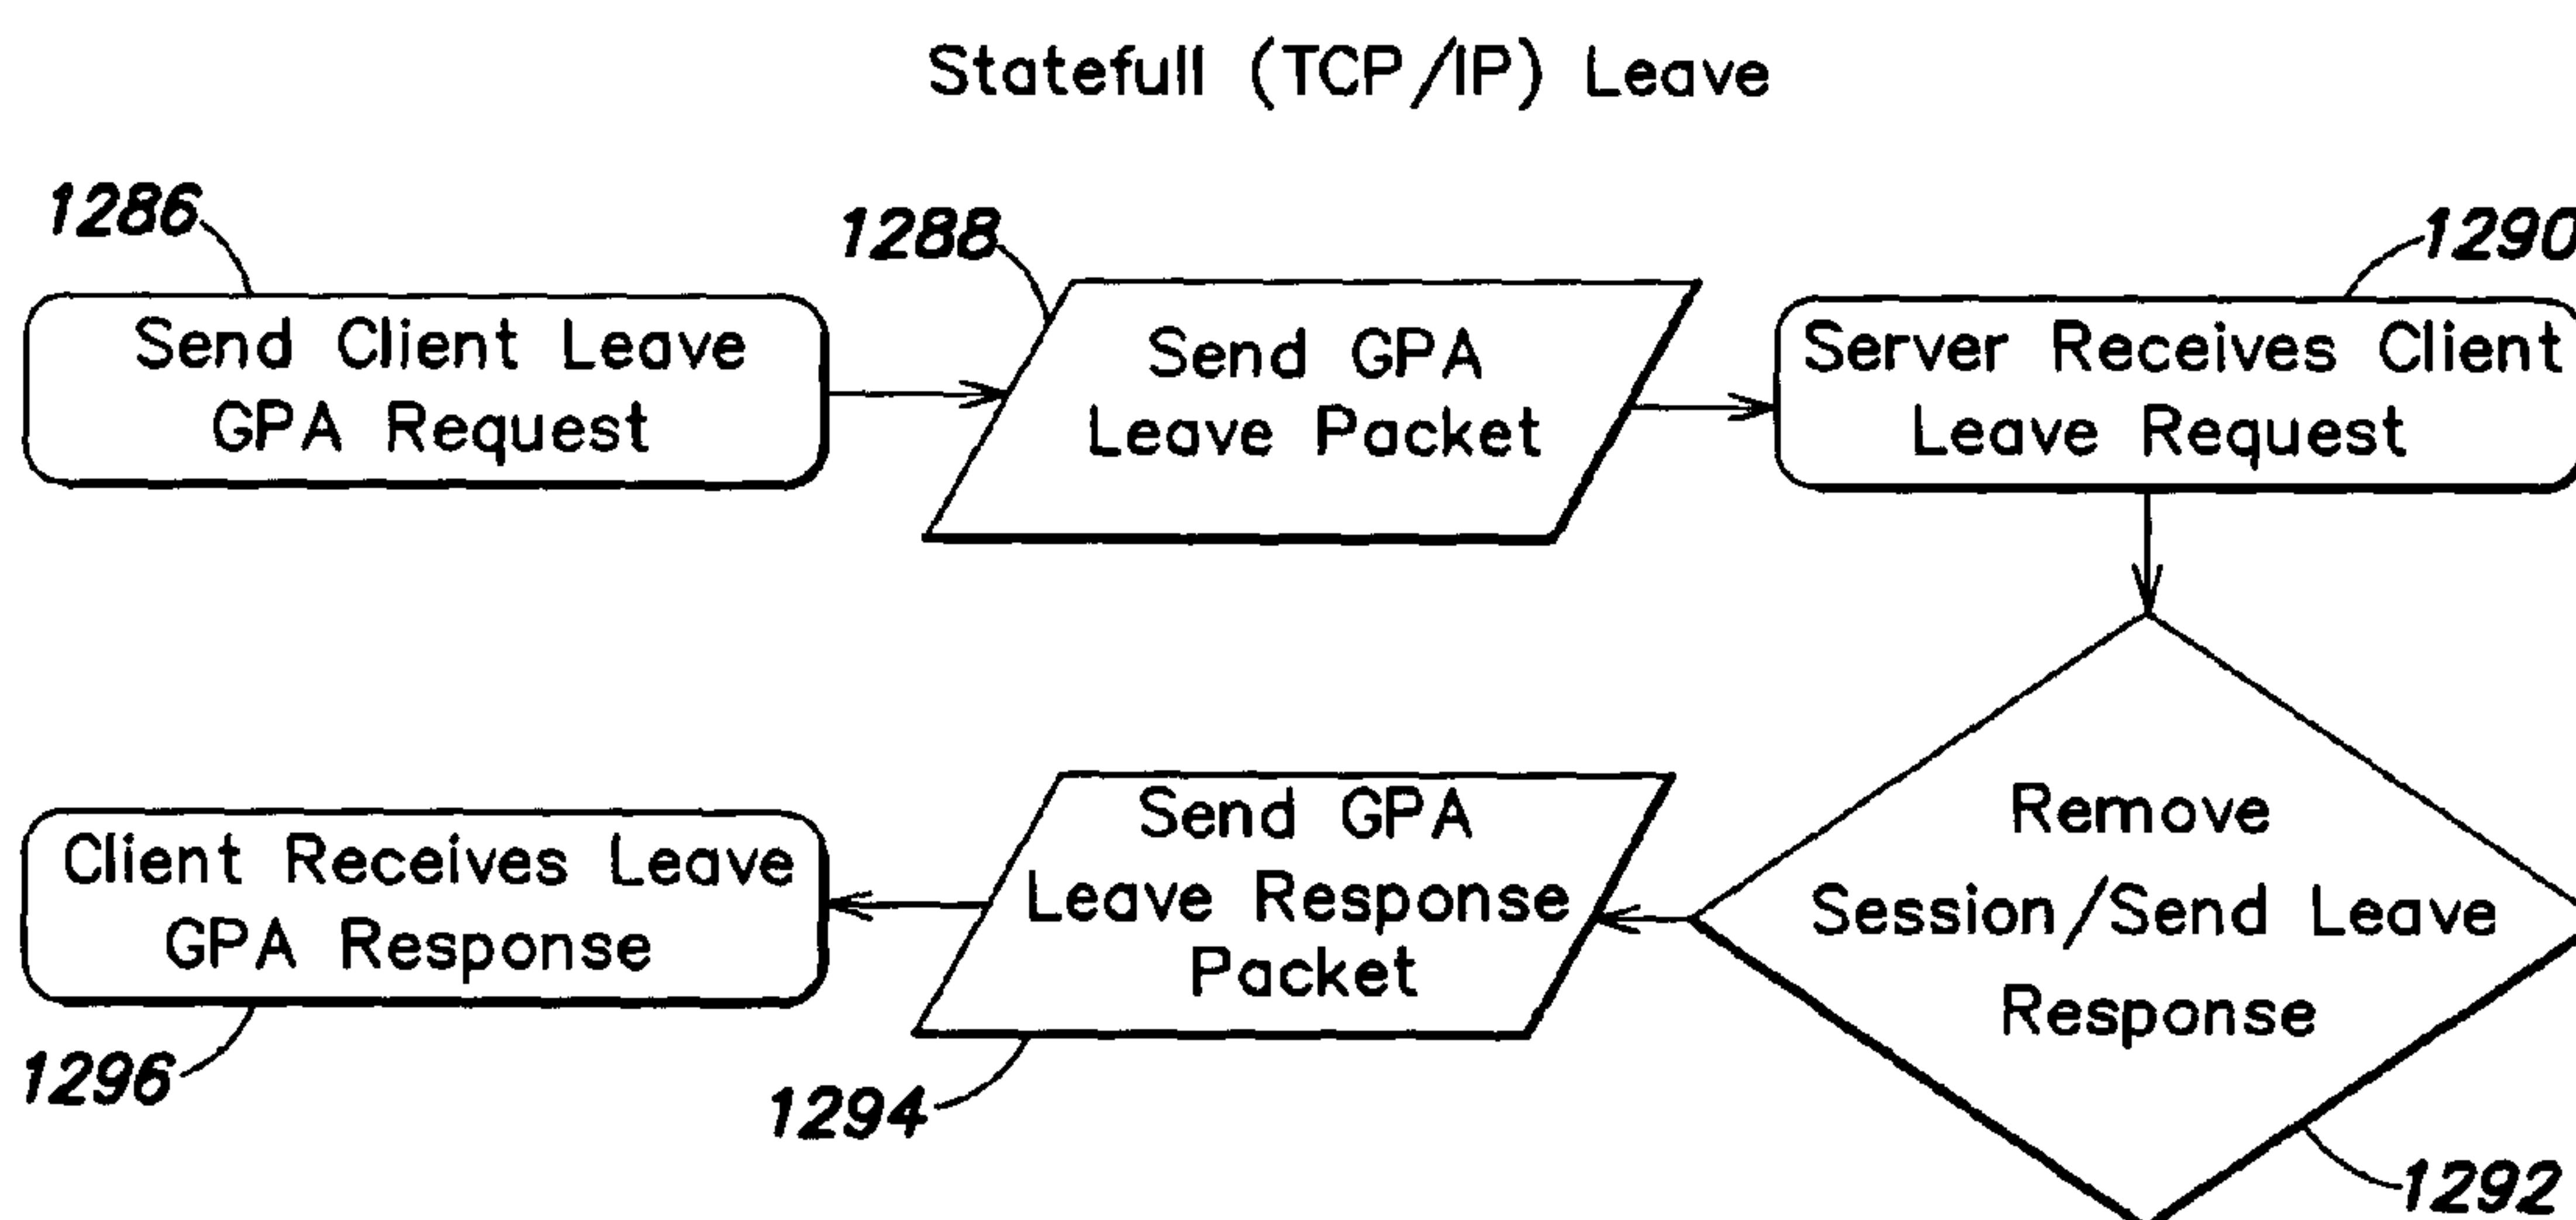 Statefull (TCP/IP) Leave
1286
Send Client Leave
GPA Request
1288
Send GPA
Leave Packet
1290
Server Receives Client
Leave Request
Remove
Session/Send Leave
Response
1292
Send GPA
Leave Response
Packet
1294
Client Receives Leave
GPA Response
1296